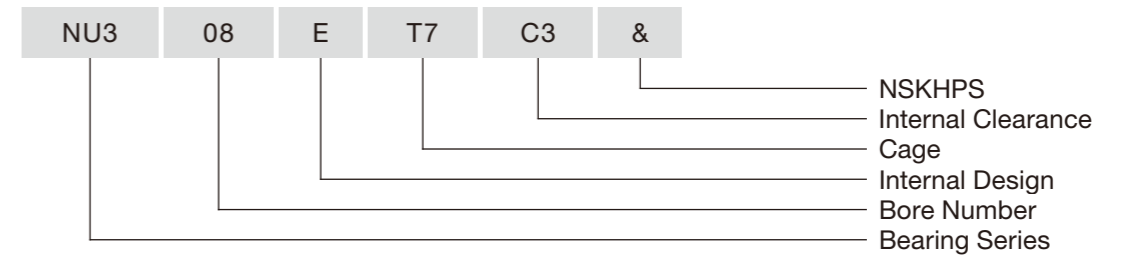 NU3 08 E T7 C3 &
NSKHPS
Internal Clearance
Cage
Internal Design
Bore Number
Bearing Series